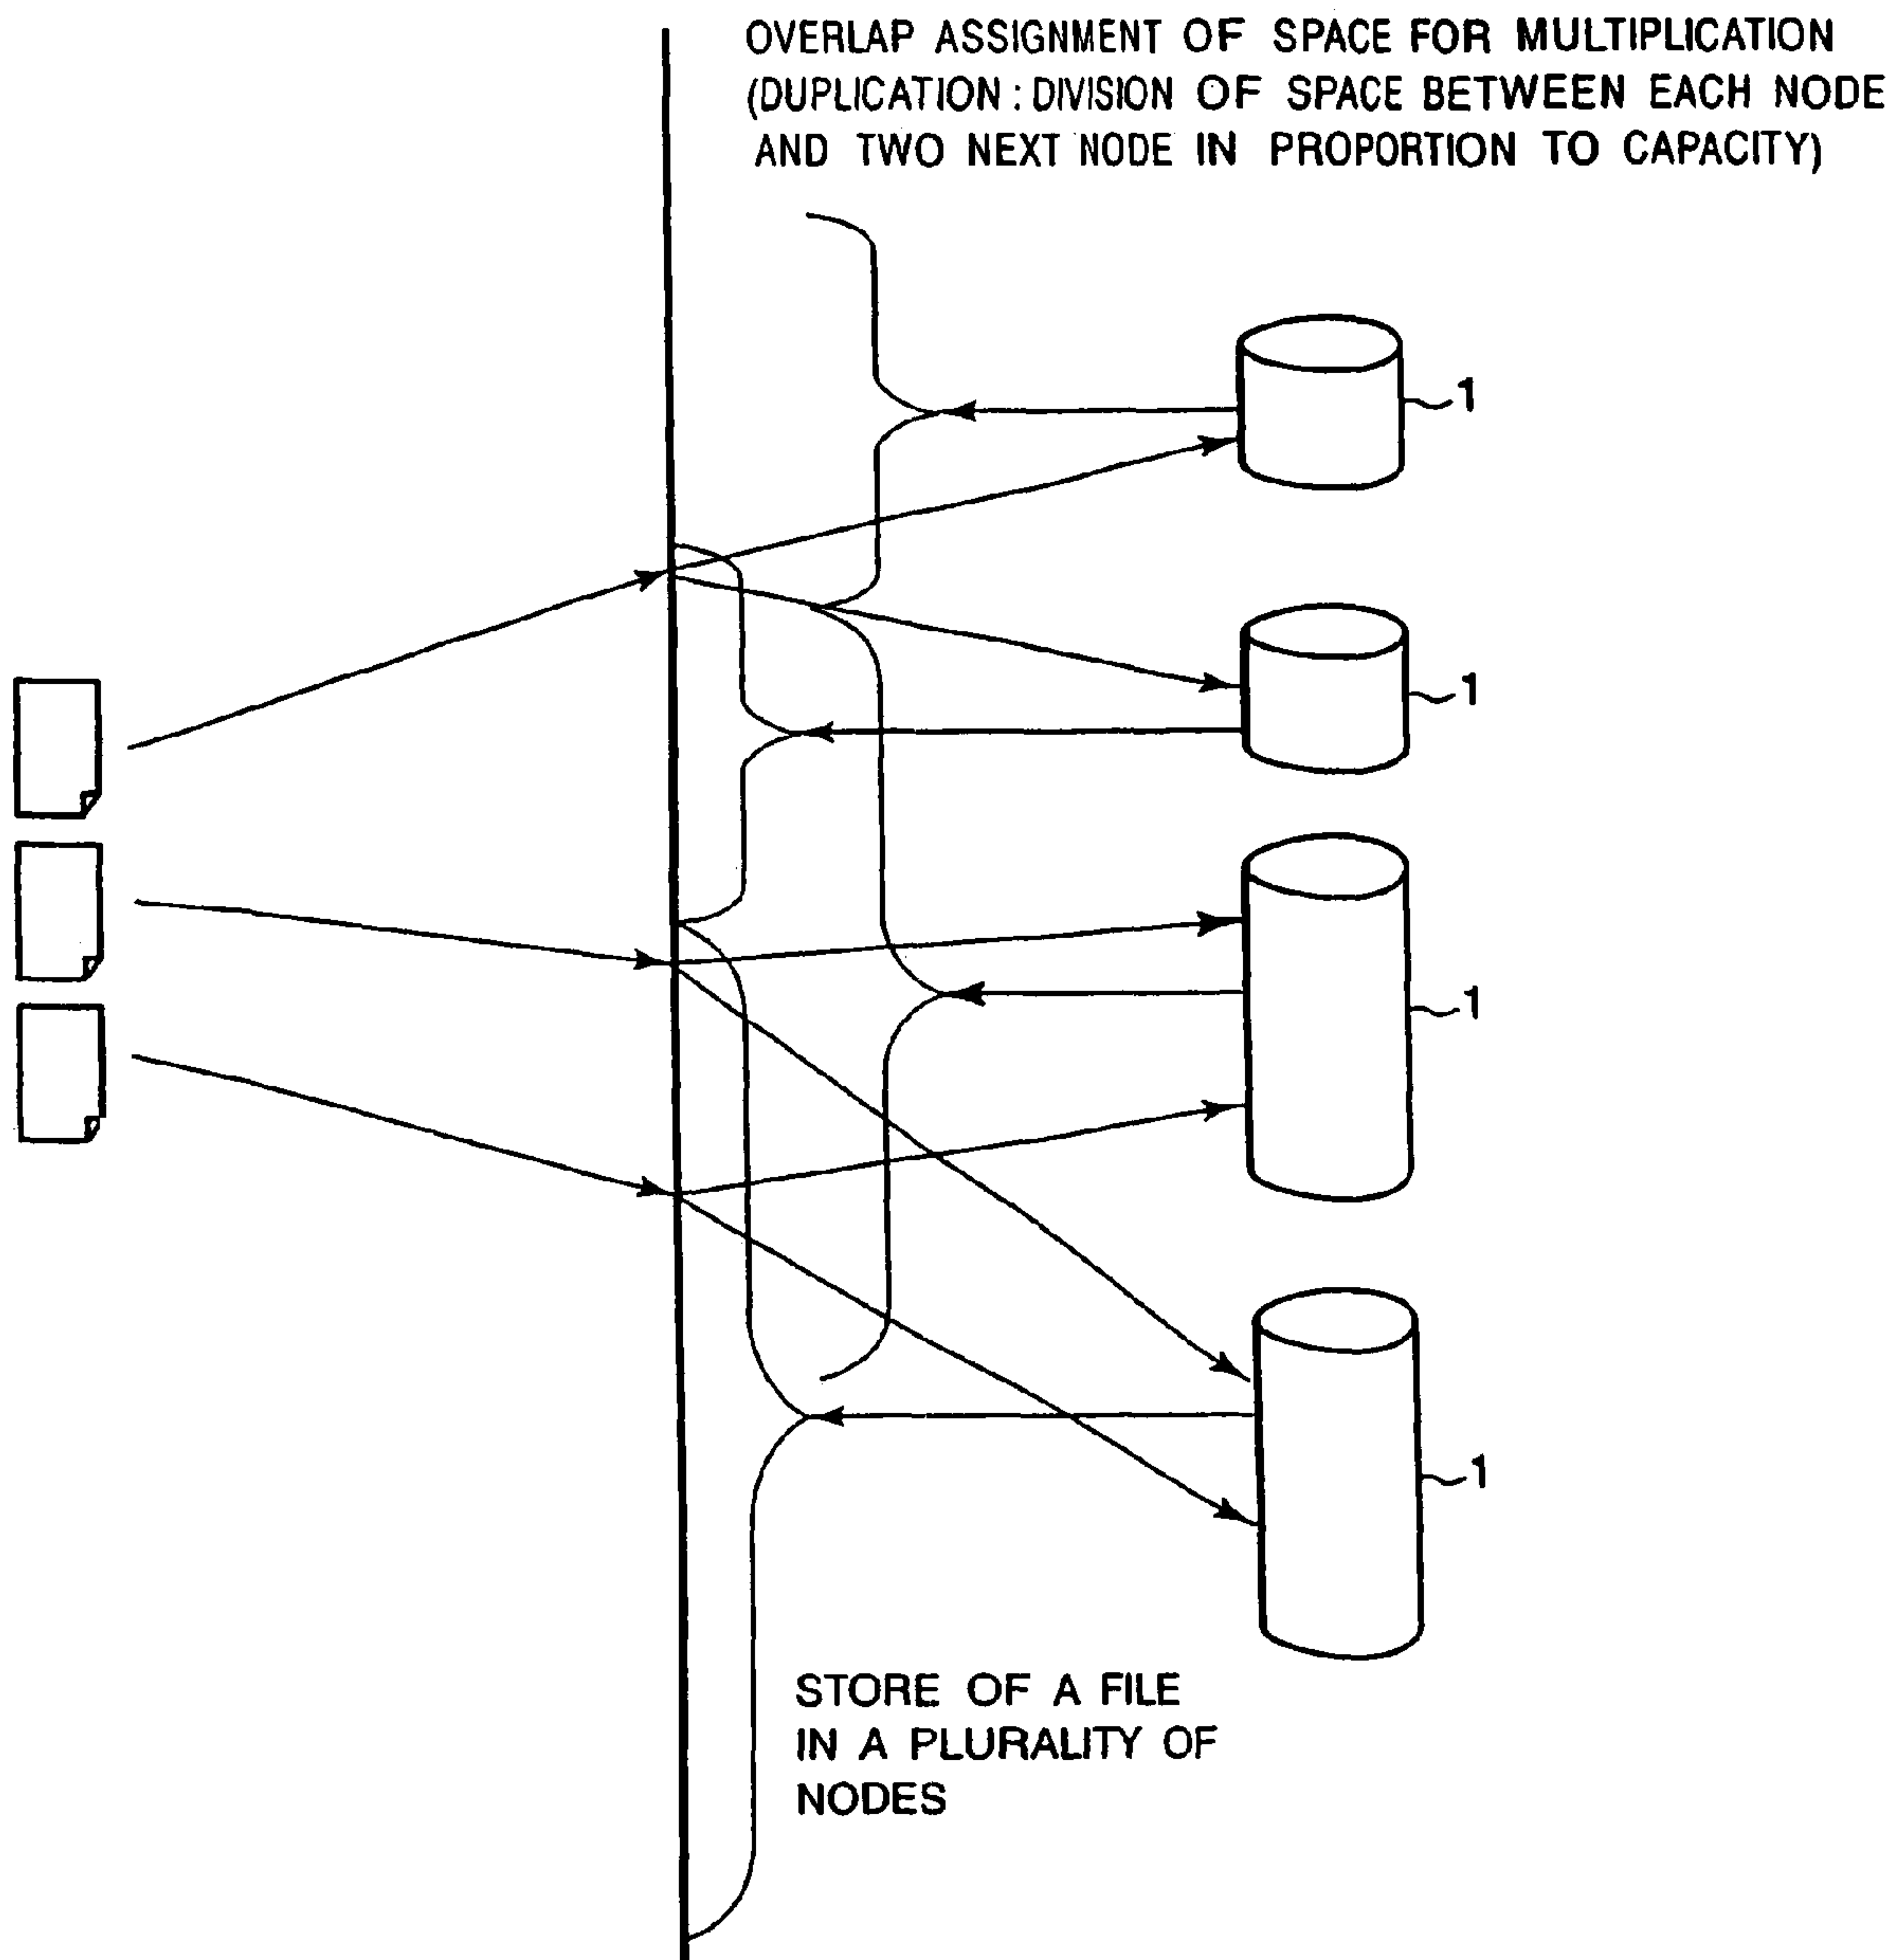 OVERLAP ASSIGNMENT OF SPACE FOR MULTIPLICATION
(DUPLICATION : DIVISION OF SPACE BETWEEN EACH NODE
AND TWO NEXT NODE IN PROPORTION TO CAPACITY)
1
1
1
1
STORE OF A FILE
IN A PLURALITY OF
NODES